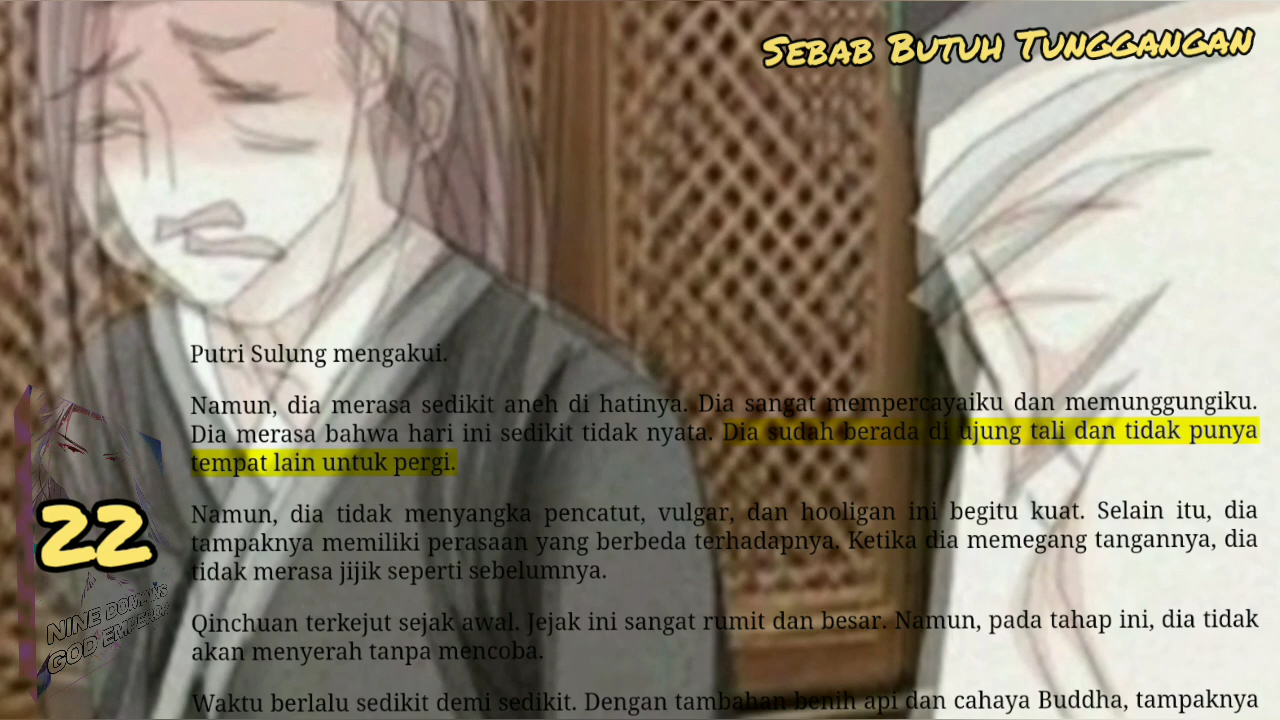 Sebab Butuh Tunggangan
Putri Sulung mengakui.
Namun, dia merasa sedikit aneh di hatinya. Dia sangat mempercayaiku dan memunggungiku.
Dia merasa bahwa hari ini sedikit tidak nyata. Dia sudah berada di ujung tali dan tidak punya
tempat lain untuk pergi.
Namun, dia tidak menyangka pencatut, vulgar, dan hooligan ini begitu kuat. Selain itu, dia
tampaknya memiliki perasaan yang berbeda terhadapnya. Ketika dia memegang tangannya, dia
tidak merasa jijik seperti sebelumnya.
22
Qinchuan terkejut sejak awal. Jejak ini sangat rumit dan besar. Namun, pada tahap ini, dia tidak
akan menyerah tanpa mencoba.
NINE DOMAINS
GOD EMPEROR
Waktu berlalu sedikit demi sedikit. Dengan tambahan benih api dan cahaya Buddha, tampaknya